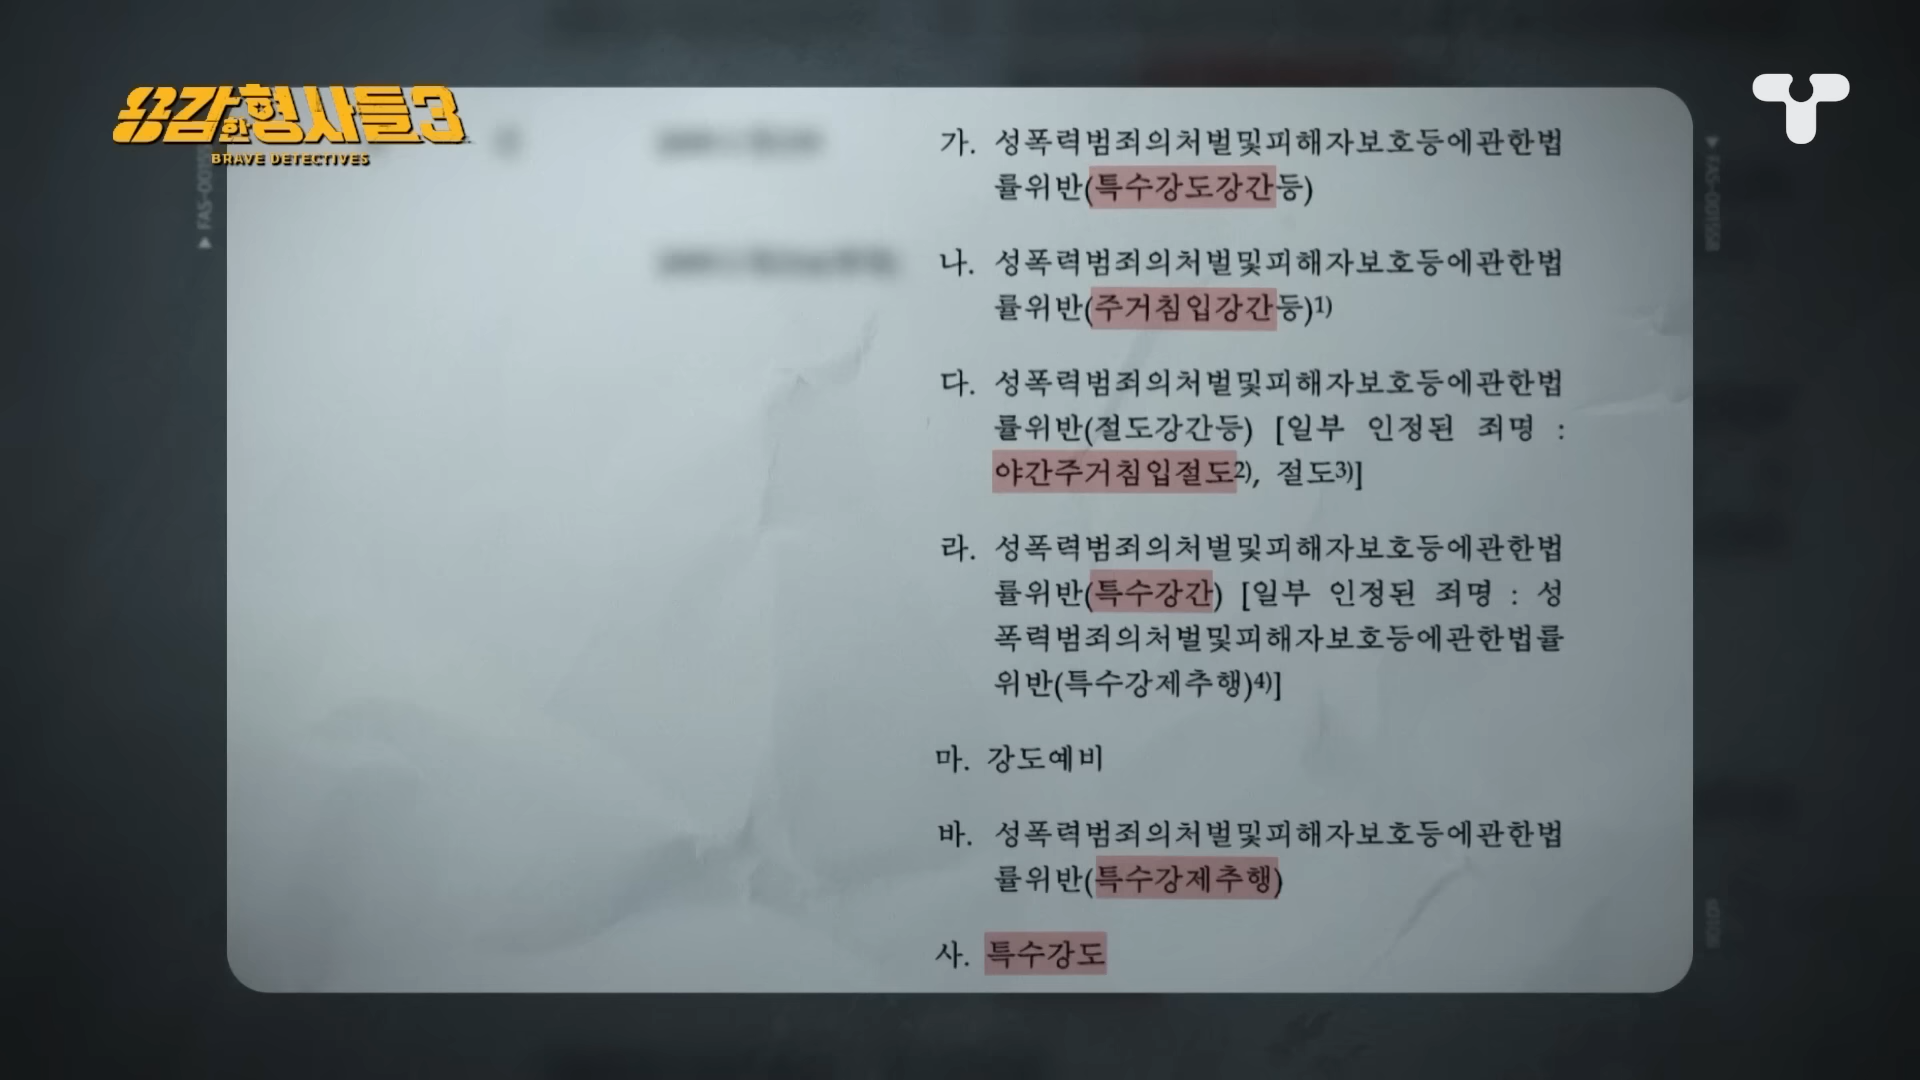 용감한형사들3
BRAVE DETECTIVES
가. 성폭력범죄의처벌및피해자보호등에관한법
률위반(특수강도강간등)
나. 성폭력범죄의처벌및피해자보호등에관한법
률위반(주거침입강간등)1)
다. 성폭력범죄의처벌및피해자보호등에관한법
률위반(절도강간등) [일부 인정된 죄명 :
야간주거침입절도2), 절도3)]
라. 성폭력범죄의처벌및피해자보호등에관한법
률위반(특수강간) [일부 인정된 죄명 : 성
폭력범죄의처벌및피해자보호등에관한법률
위반(특수강제추행)4)]
마. 강도예비
바. 성폭력범죄의처벌및피해자보호등에관한법
률위반(특수강제추행)
사. 특수강도